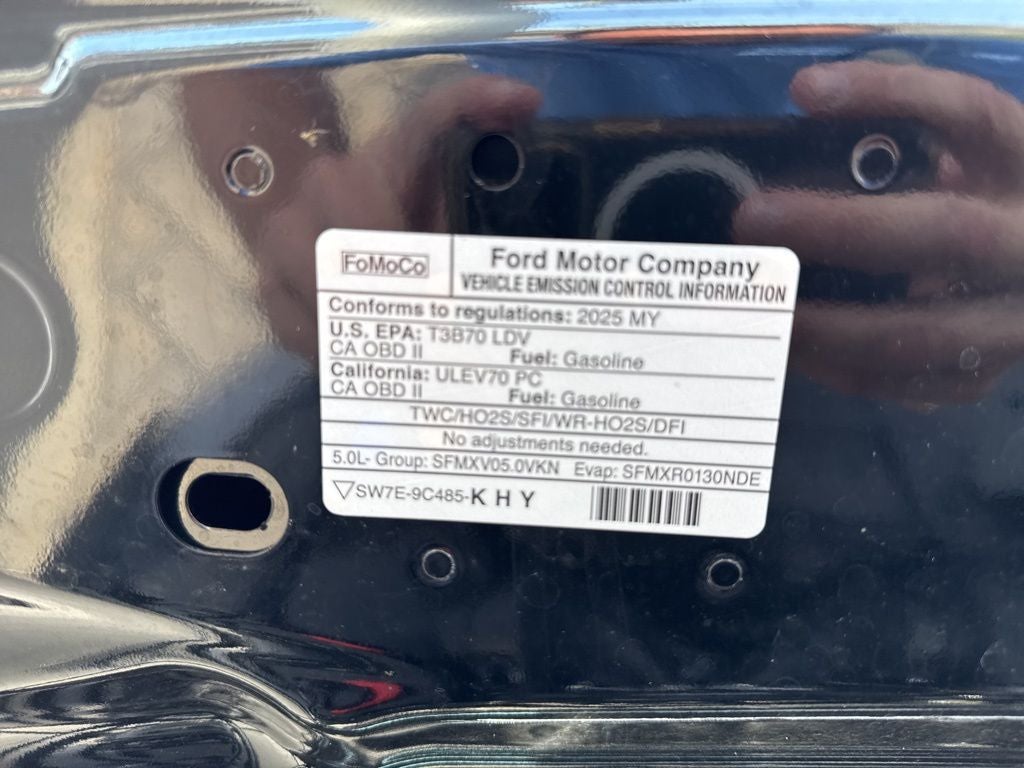 FoMoCo
Ford Motor Company
VEHICLE EMISSION CONTROL INFORMATION
Conforms to regulations: 2025 MY
U.S. EPA: T3B70 LDV
CA OBD II Fuel: Gasoline
California: ULEV70 PC
CA OBD II Fuel: Gasoline
TWC/HO2S/SFI/WR-HO2S/DFI
No adjustments needed.
5.0L- Group: SFMXV05.0VKN Evap: SFMXR0130NDE
SW7E-9C485-K H Y